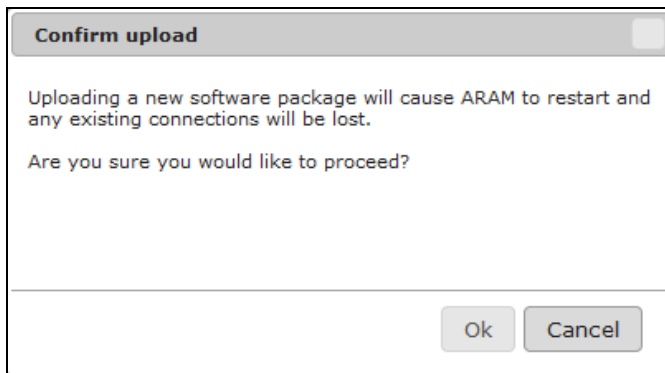 Confirm upload
Uploading a new software package will cause ARAM to restart and
any existing connections will be lost.
Are you sure you would like to proceed?
Ok
Cancel